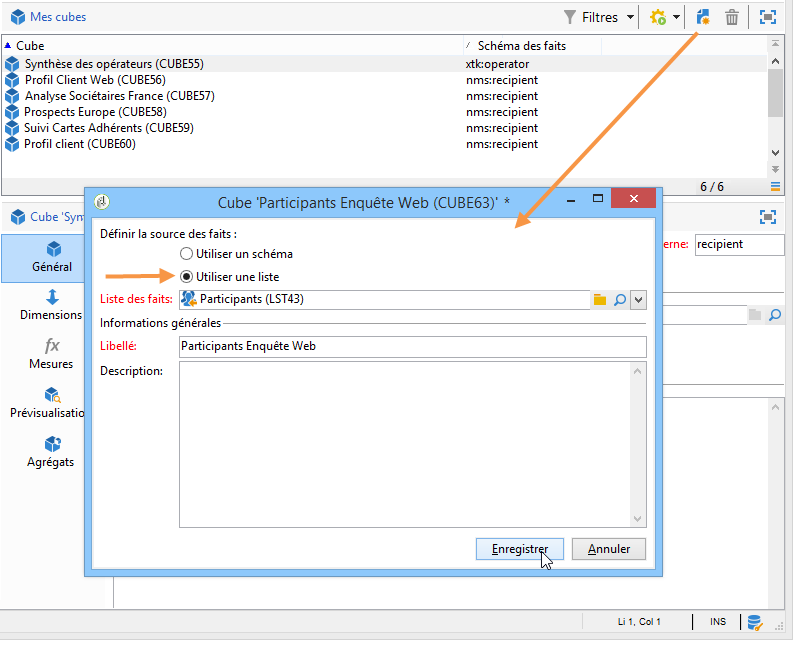 Mes cubes
Filtres
Cube
Schéma des faits
Synthèse des opérateurs (CUBE55) xtk:operator
Profil Client Web (CUBE56) nms:recipient
Analyse Sociétaires France (CUBE57) nms:recipient
Prospects Europe (CUBE58) nms:recipient
Suivi Cartes Adhérents (CUBE59) nms:recipient
Profil client (CUBE60) nms:recipient
6 / 6
Cube 'Participants Enquête Web (CUBE63)' *
Cube 'Syn
Définir la source des faits :
erne: recipient
Utiliser un schéma
Général
Utiliser une liste
Liste des faits: Participants (LST43)
Dimensions
Informations générales
Libellé: Participants Enquête Web
fx
Mesures
Description:
Prévisualisatio
Agrégats
Enregistrer
Annuler
Li 1, Col 1
INS